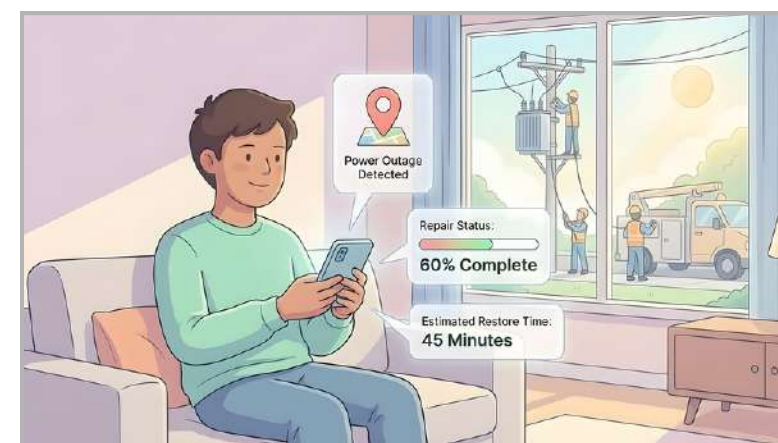 Power Outage
Detected
Repair Status:
60% Complete
Estimated Restore Time:
45 Minutes